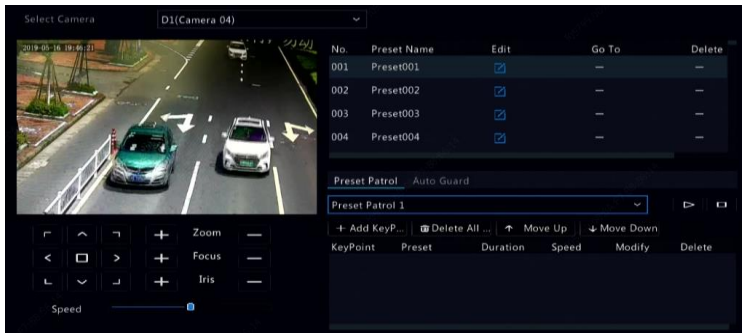 Select Camera D1(Camera 04)
2019-05-16 19:46:21
No. Preset Name Edit Go To Delete
001 Preset001
002 Preset002
003 Preset003
004 Preset004
Preset Patrol Auto Guard
Preset Patrol 1
+ Add KeyP... Delete All ... ↑ Move Up ↓ Move Down
KeyPoint Preset Duration Speed Modify Delete
Zoom
Focus
Iris
Speed